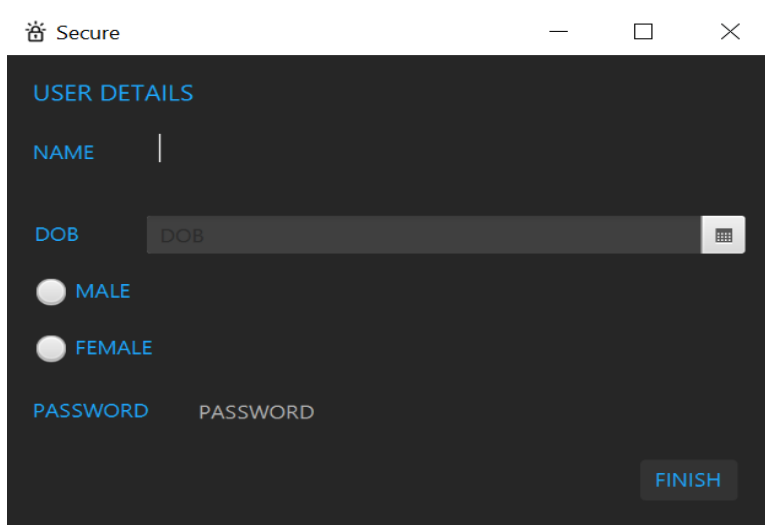 Secure
USER DETAILS
NAME
DOB DOB
MALE
FEMALE
PASSWORD PASSWORD
FINISH